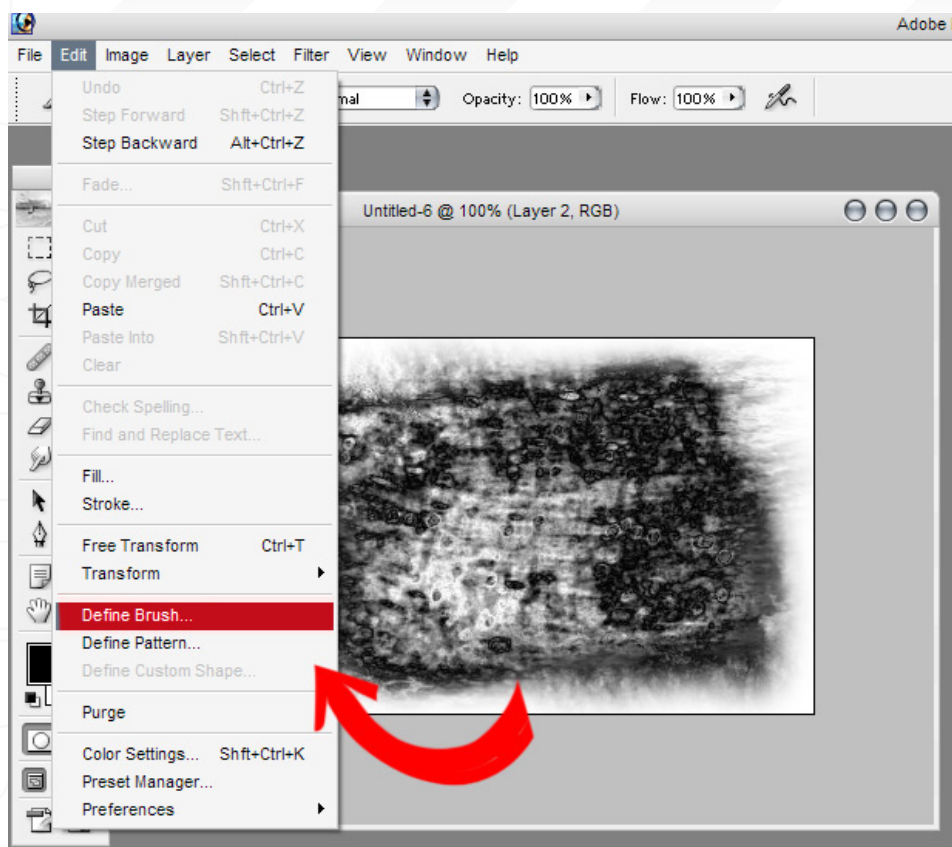 Adobe
File Edit Image Layer Select Filter View Window Help
Opacity: 100% Flow: 100%
Undo Ctrl+Z
Step Forward Shft+Ctrl+Z
Step Backward Alt+Ctrl+Z
Fade... Shft+Ctrl+F
Untitled-6 @ 100% (Layer 2, RGB)
Cut Ctrl+X
Copy Ctrl+C
Copy Merged Shft+Ctrl+C
Paste Ctrl+V
Paste Into Shft+Ctrl+V
Clear
Check Spelling...
Find and Replace Text...
Fill...
Stroke...
Free Transform Ctrl+T
Transform
Define Brush...
Define Pattern...
Define Custom Shape...
Purge
Color Settings... Shft+Ctrl+K
Preset Manager...
Preferences